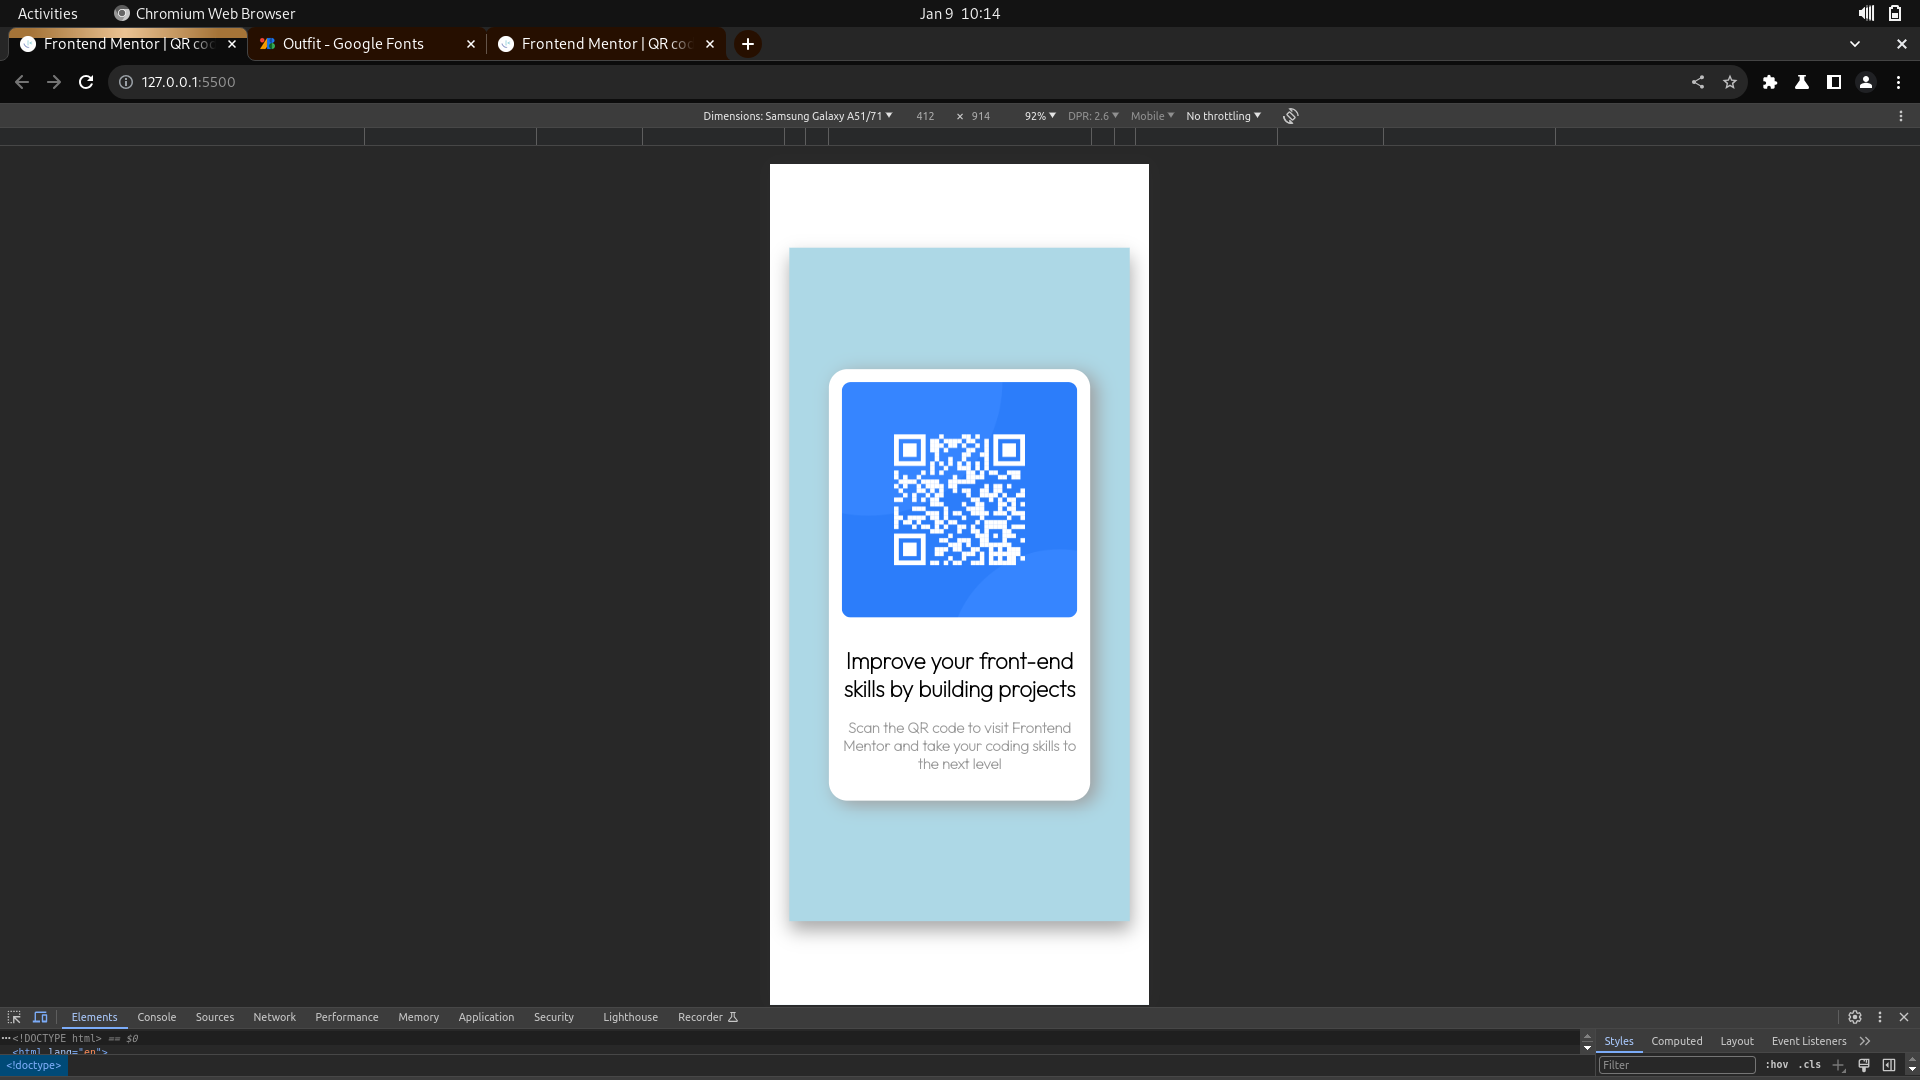 Activities
Chromium Web Browser
Jan 9 10:14
Frontend Mentor | QR co
Outfit - Google Fonts
Frontend Mentor | QR co
127.0.0.1:5500
Dimensions: Samsung Galaxy A51/71
412 × 914
92%
DPR: 2.6
Mobile
No throttling
Improve your front-end
skills by building projects
Scan the QR code to visit Frontend
Mentor and take your coding skills to
the next level
Elements
Console
Sources
Network
Performance
Memory
Application
Security
Lighthouse
Recorder
<!DOCTYPE html> == $0
<html lang="en">
<!doctype>
Styles
Computed
Layout
Event Listeners
Filter
:hov
.cls